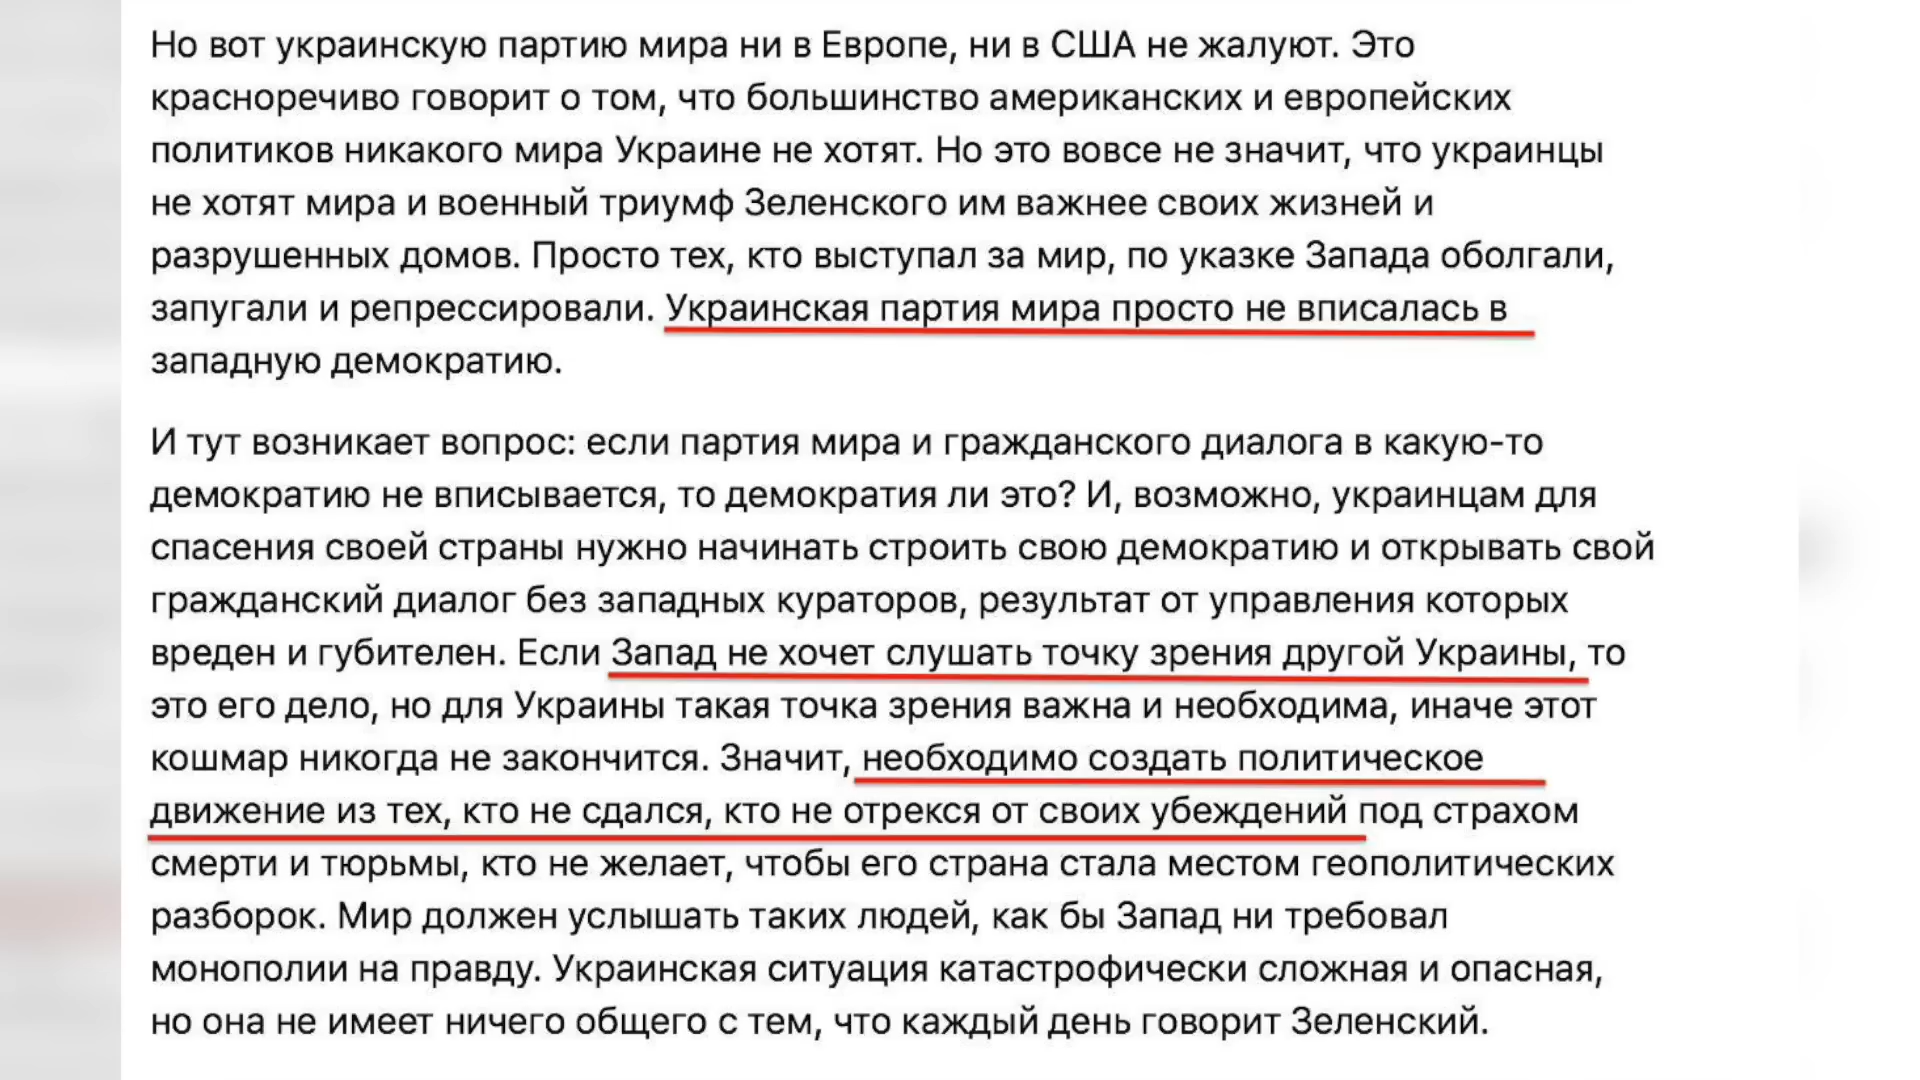 Но вот украинскую партию мира ни в Европе, ни в США не жалуют. Это
красноречиво говорит о том, что большинство американских и европейских
политиков никакого мира Украине не хотят. Но это вовсе не значит, что украинцы
не хотят мира и военный триумф Зеленского им важнее своих жизней и
разрушенных домов. Просто тех, кто выступал за мир, по указке Запада оболгали,
запугали и репрессировали. Украинская партия мира просто не вписалась в
западную демократию.
И тут возникает вопрос: если партия мира и гражданского диалога в какую-то
демократию не вписывается, то демократия ли это? И, возможно, украинцам для
спасения своей страны нужно начинать строить свою демократию и открывать свой
гражданский диалог без западных кураторов, результат от управления которых
вреден и губителен. Если Запад не хочет слушать точку зрения другой Украины, то
это его дело, но для Украины такая точка зрения важна и необходима, иначе этот
кошмар никогда не закончится. Значит, необходимо создать политическое
движение из тех, кто не сдался, кто не отрекся от своих убеждений под страхом
смерти и тюрьмы, кто не желает, чтобы его страна стала местом геополитических
разборок. Мир должен услышать таких людей, как бы Запад ни требовал
монополии на правду. Украинская ситуация катастрофически сложная и опасная,
но она не имеет ничего общего с тем, что каждый день говорит Зеленский.